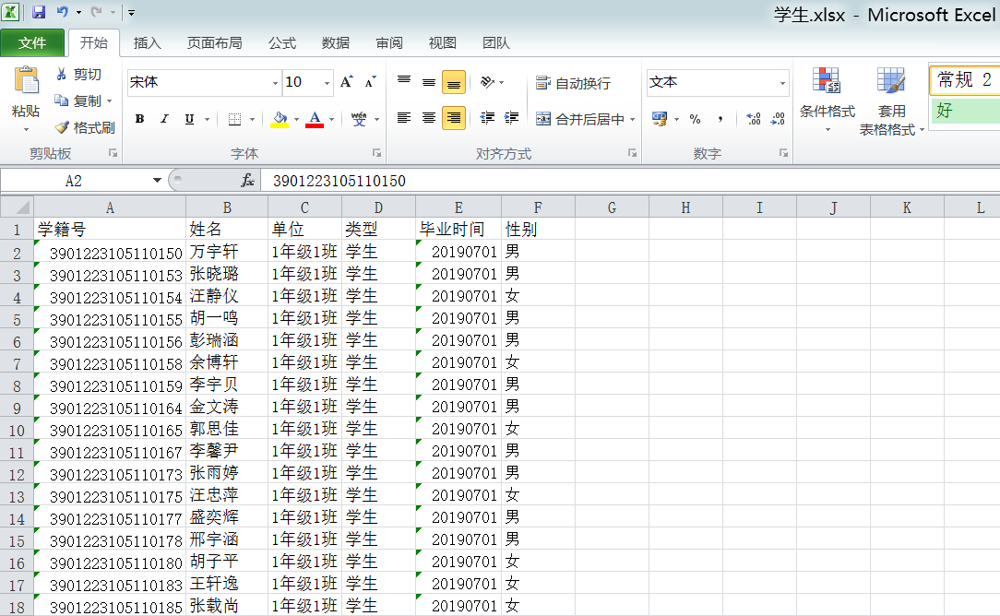 学生.xlsx - Microsoft Excel
文件 开始 插入 页面布局 公式 数据 审阅 视图 团队
剪切
复制
格式刷
粘贴
剪贴板
宋体 10 A A
B I U A wén 文
字体
自动换行
合并后居中
对齐方式
文本
% , .00 .00
数字
条件格式
套用
表格格式
常规 2
好
A2 fx 3901223105110150
A B C D E F G H I J K L
1 学籍号 姓名 单位 类型 毕业时间 性别
2 3901223105110150 万宇轩 1年级1班 学生 20190701 男
3 3901223105110153 张晓璐 1年级1班 学生 20190701 男
4 3901223105110154 汪静仪 1年级1班 学生 20190701 女
5 3901223105110155 胡一鸣 1年级1班 学生 20190701 男
6 3901223105110156 彭瑞涵 1年级1班 学生 20190701 男
7 3901223105110158 余博轩 1年级1班 学生 20190701 女
8 3901223105110159 李宇贝 1年级1班 学生 20190701 男
9 3901223105110164 金文涛 1年级1班 学生 20190701 男
10 3901223105110165 郭思佳 1年级1班 学生 20190701 女
11 3901223105110167 李馨尹 1年级1班 学生 20190701 男
12 3901223105110173 张雨婷 1年级1班 学生 20190701 男
13 3901223105110175 汪忠萍 1年级1班 学生 20190701 女
14 3901223105110177 盛奕辉 1年级1班 学生 20190701 男
15 3901223105110178 邢宇涵 1年级1班 学生 20190701 男
16 3901223105110180 胡子平 1年级1班 学生 20190701 女
17 3901223105110183 王轩逸 1年级1班 学生 20190701 女
18 3901223105110185 张载尚 1年级1班 学生 20190701 女